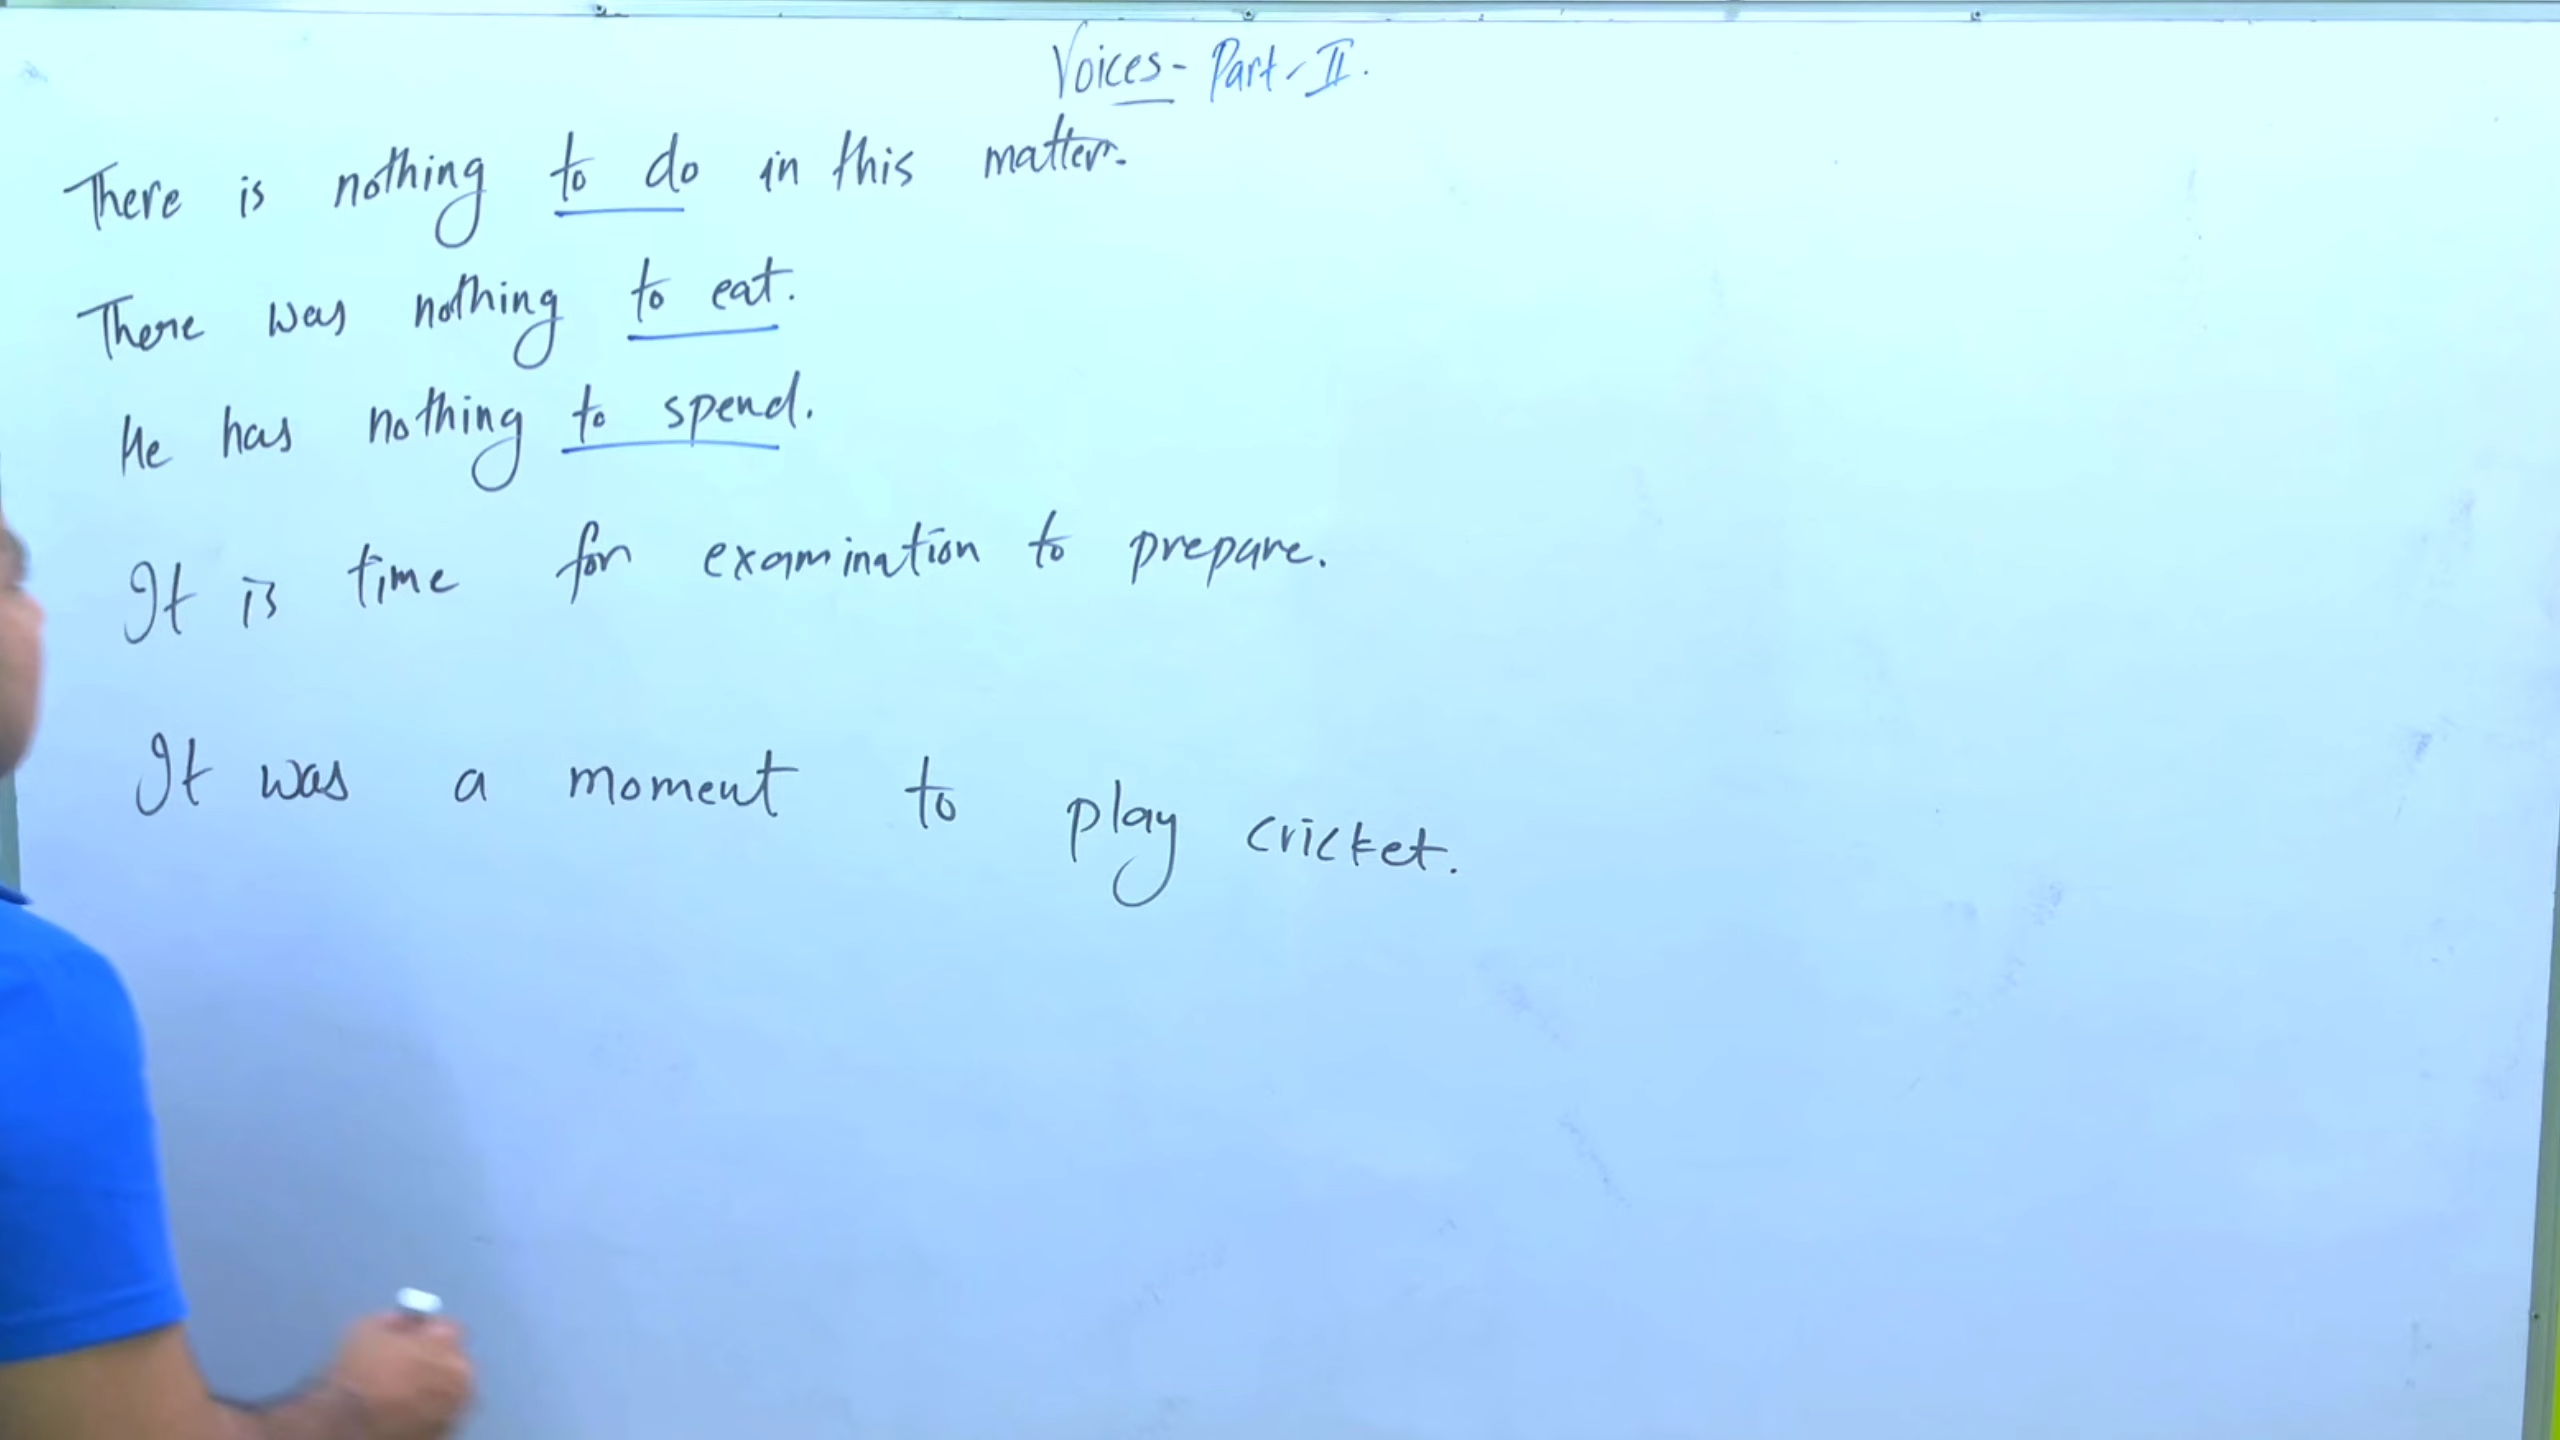 Voices - Part - II.
There is nothing to do in this matter.
There was nothing to eat.
He has nothing to spend.
It is time for examination to prepare.
It was a moment to play cricket.